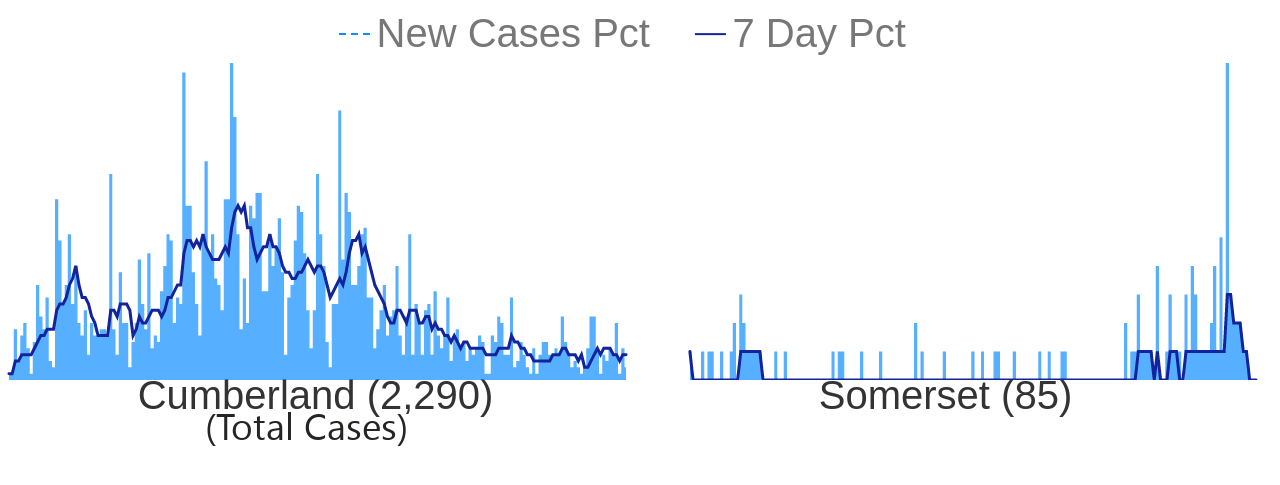 New Cases Pct 7 Day Pct
Cumberland (2,290) Somerset (85)
(Total Cases)